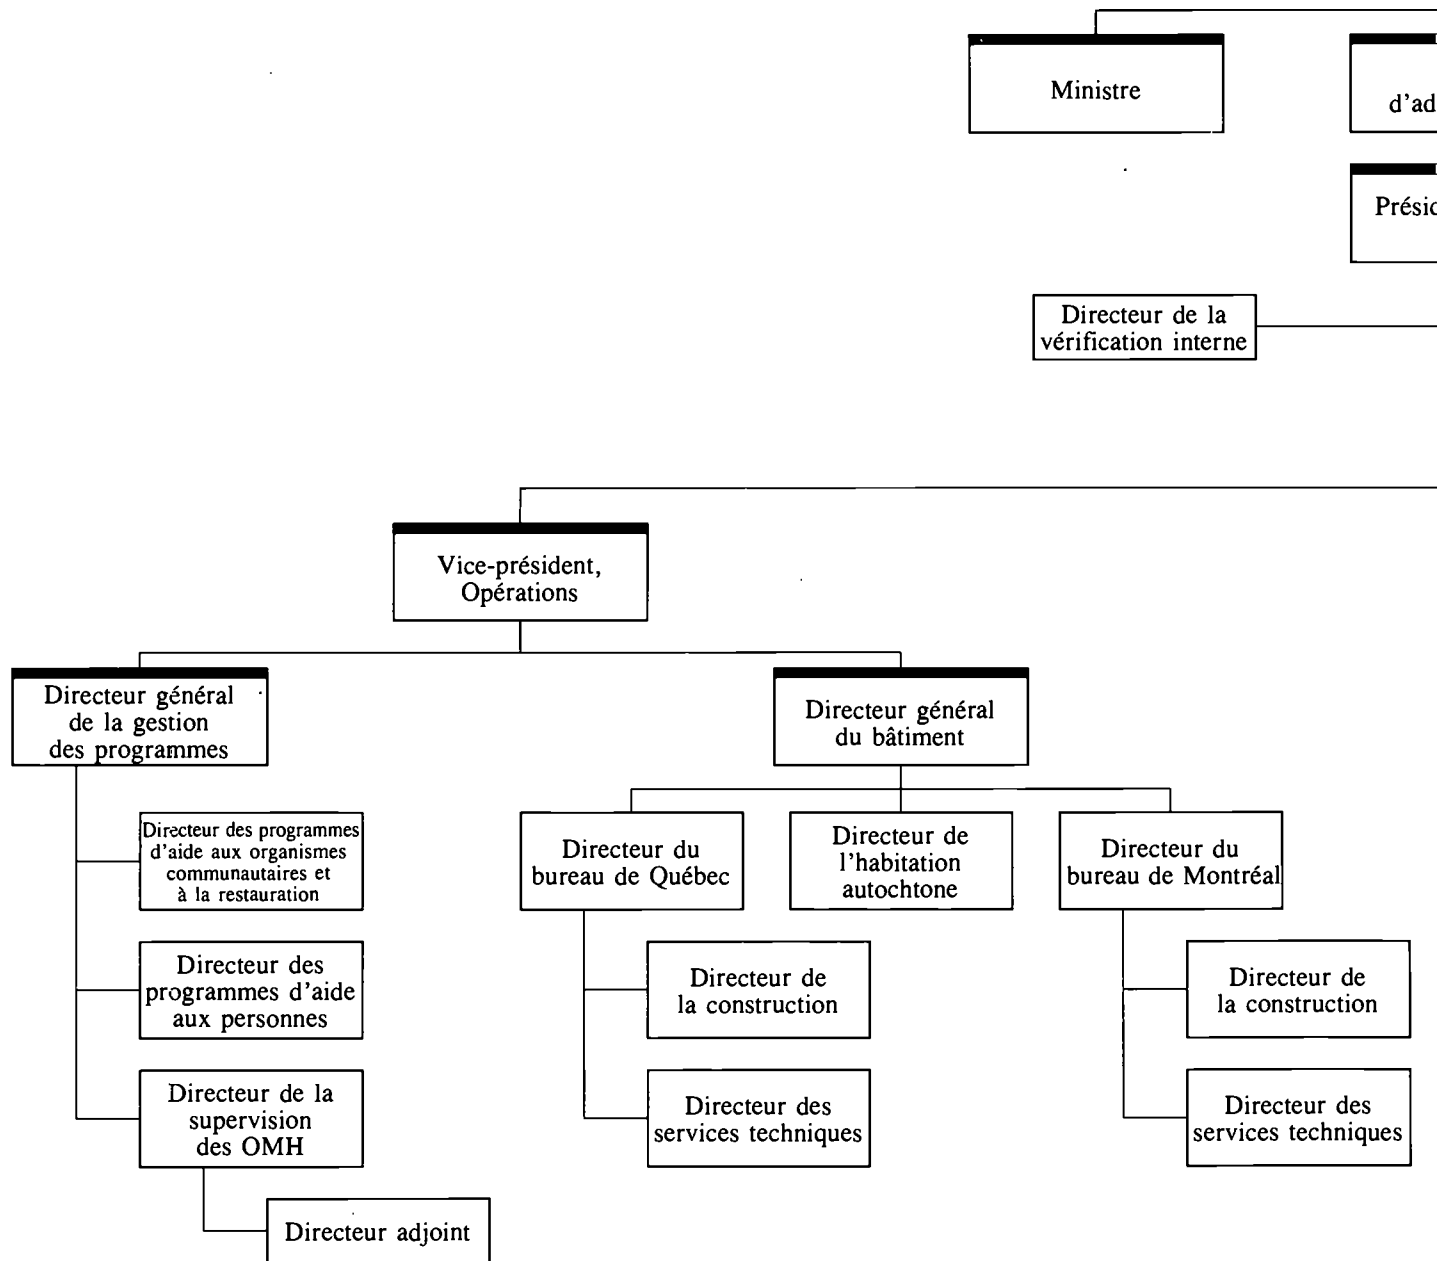 Ministre
d'ad
Présid
Directeur de la
vérification interne
Vice-président,
Opérations
Directeur général
de la gestion
des programmes
Directeur général
du bâtiment
Directeur des programmes
d'aide aux organismes
communautaires et
à la restauration
Directeur du
bureau de Québec
Directeur de
l'habitation
autochtone
Directeur du
bureau de Montréal
Directeur des
programmes d'aide
aux personnes
Directeur de
la construction
Directeur de
la construction
Directeur de la
supervision
des OMH
Directeur des
services techniques
Directeur des
services techniques
Directeur adjoint